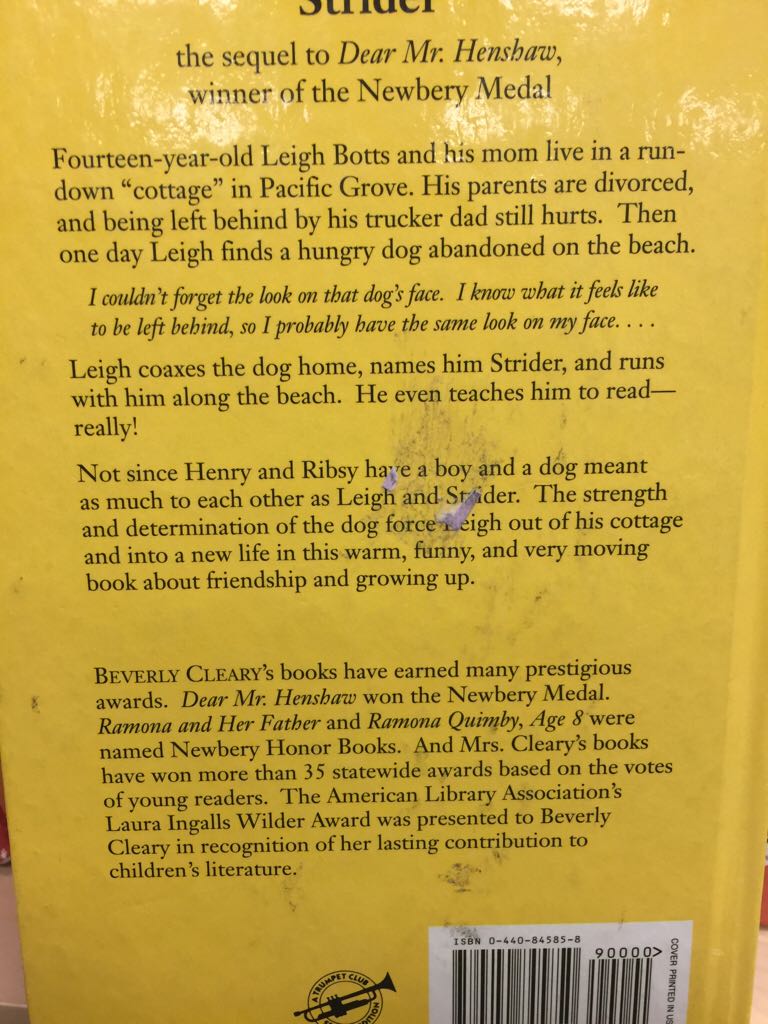 Strider
the sequel to Dear Mr. Henshaw,
winner of the Newbery Medal
Fourteen-year-old Leigh Botts and his mom live in a run-
down “cottage” in Pacific Grove. His parents are divorced,
and being left behind by his trucker dad still hurts. Then
one day Leigh finds a hungry dog abandoned on the beach.
I couldn’t forget the look on that dog’s face. I know what it feels like
to be left behind, so I probably have the same look on my face. . . .
Leigh coaxes the dog home, names him Strider, and runs
with him along the beach. He even teaches him to read—
really!
Not since Henry and Ribsy have a boy and a dog meant
as much to each other as Leigh and Strider. The strength
and determination of the dog force Leigh out of his cottage
and into a new life in this warm, funny, and very moving
book about friendship and growing up.
BEVERLY CLEARY’s books have earned many prestigious
awards. Dear Mr. Henshaw won the Newbery Medal.
Ramona and Her Father and Ramona Quimby, Age 8 were
named Newbery Honor Books. And Mrs. Cleary’s books
have won more than 35 statewide awards based on the votes
of young readers. The American Library Association’s
Laura Ingalls Wilder Award was presented to Beverly
Cleary in recognition of her lasting contribution to
children’s literature.
ISBN 0-440-84585-8
90000>
COVER PRINTED IN US
A TRUMPET CLUB